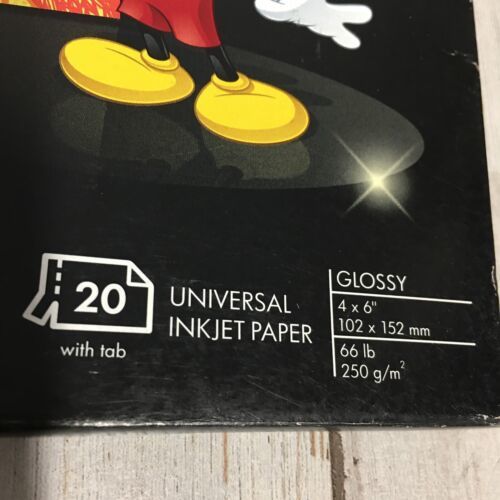 20
with tab
UNIVERSAL
INKJET PAPER
GLOSSY
4 x 6"
102 x 152 mm
66 lb
250 g/m²